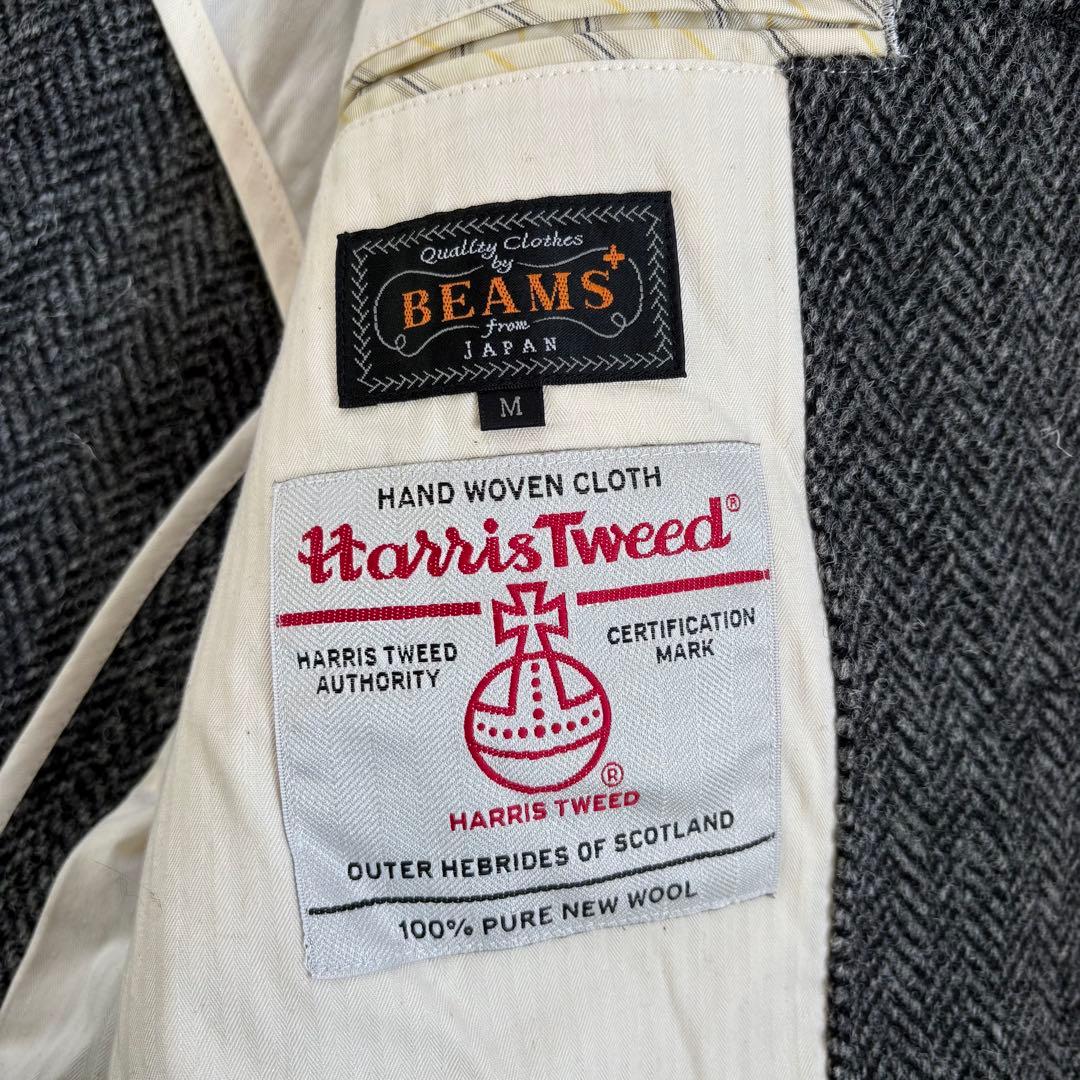 Quality Clothes
by
BEAMS+
from
JAPAN
M
HAND WOVEN CLOTH
Harris Tweed®
HARRIS TWEED
AUTHORITY
CERTIFICATION
MARK
®
HARRIS TWEED
OUTER HEBRIDES OF SCOTLAND
100% PURE NEW WOOL